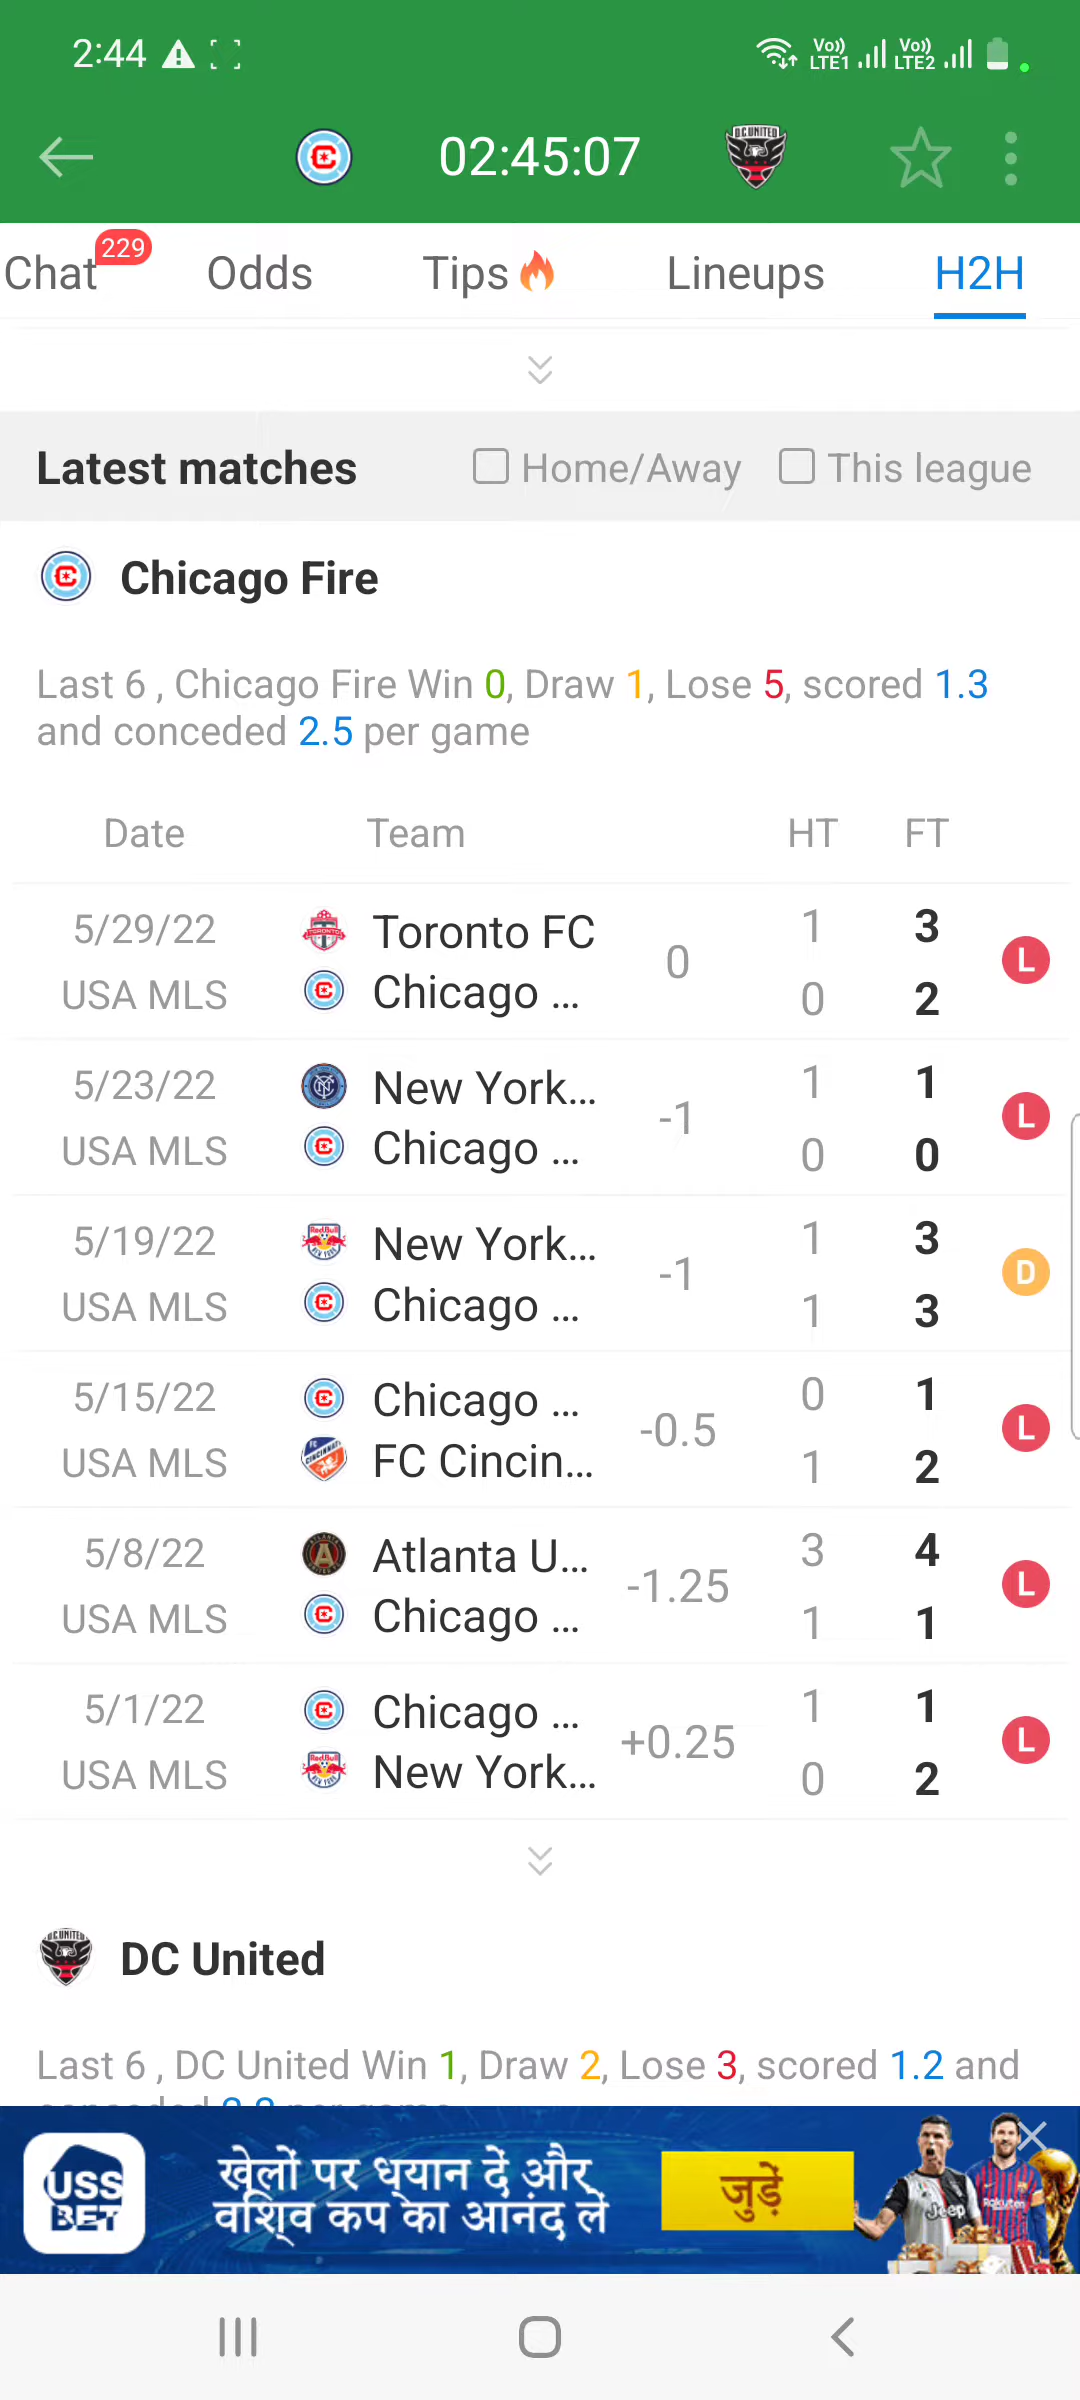 2:44
Vo)) LTE1 Vo)) LTE2
02:45:07
Chat 229 Odds Tips Lineups H2H
Latest matches Home/Away This league
Chicago Fire
Last 6 , Chicago Fire Win 0, Draw 1, Lose 5, scored 1.3
and conceded 2.5 per game
Date Team HT FT
5/29/22 Toronto FC 1 3
0 L
USA MLS Chicago ... 0 2
5/23/22 New York... 1 1
-1 L
USA MLS Chicago ... 0 0
5/19/22 New York... 1 3
-1 D
USA MLS Chicago ... 1 3
5/15/22 Chicago ... 0 1
-0.5 L
USA MLS FC Cincin... 1 2
5/8/22 Atlanta U... 3 4
-1.25 L
USA MLS Chicago ... 1 1
5/1/22 Chicago ... 1 1
+0.25 L
USA MLS New York... 0 2
DC United
Last 6 , DC United Win 1, Draw 2, Lose 3, scored 1.2 and
USS
BET
खेलों पर ध्यान दें और
विश्व कप का आनंद लें
जुड़ें
Jeep